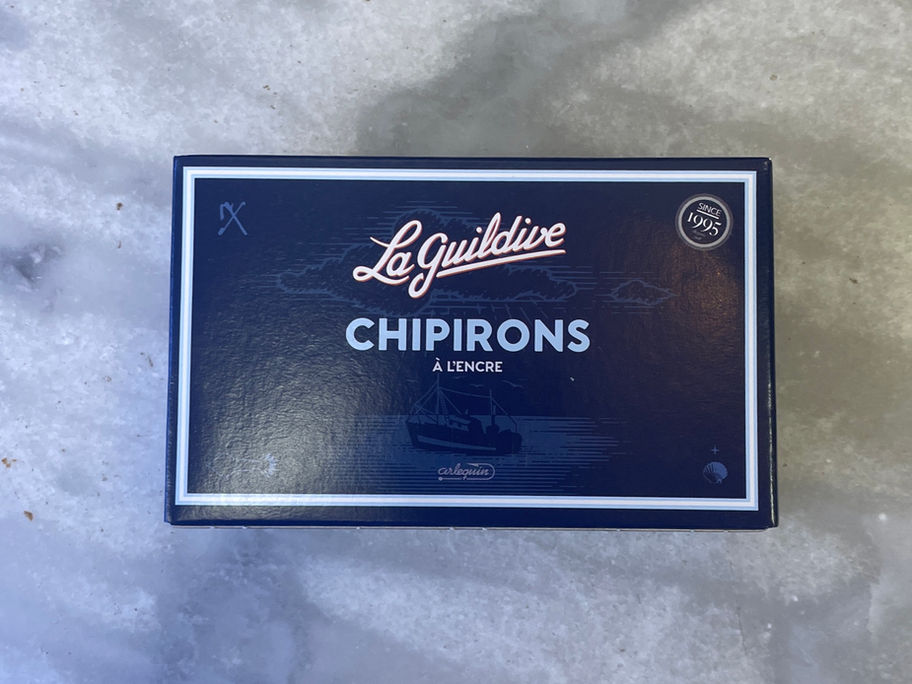 La Guildive
SINCE
1995
CHIPIRONS
À L'ENCRE
arlequin